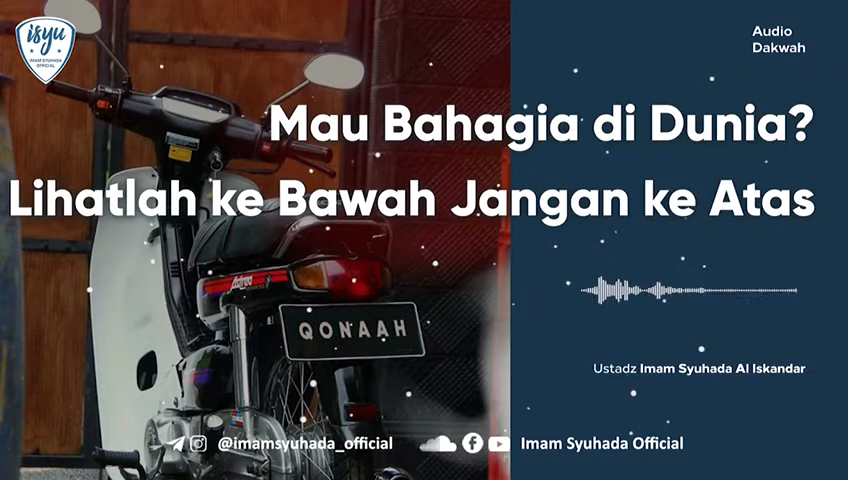 isyu
IMAM SYUHADA
OFFICIAL
Audio
Dakwah
Mau Bahagia di Dunia?
Lihatlah ke Bawah Jangan ke Atas
Astrea
QONAAH
Ustadz Imam Syuhada Al Iskandar
@imamsyuhada_official
Imam Syuhada Official